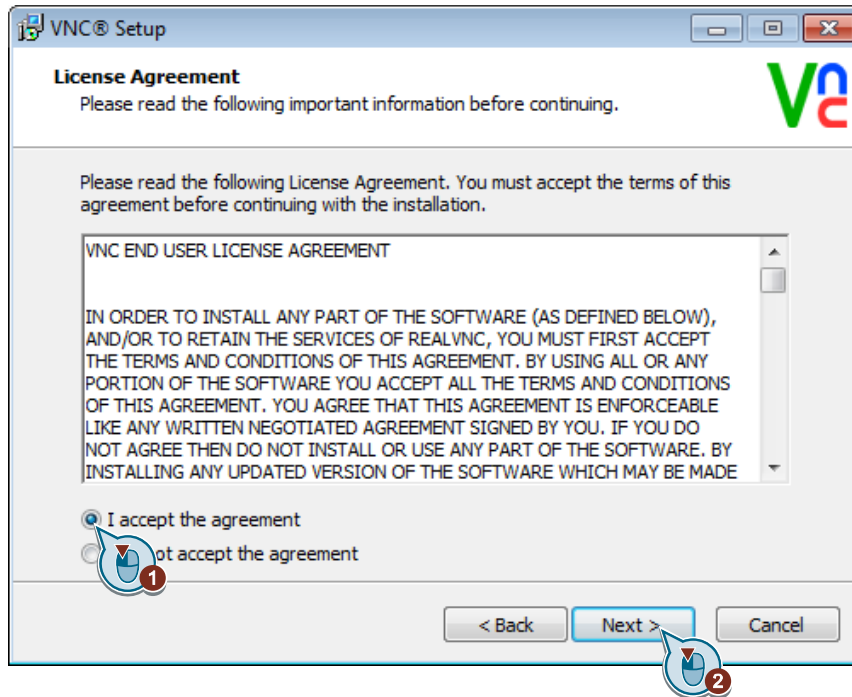 VNC® Setup
License Agreement
Please read the following important information before continuing.
VNC
Please read the following License Agreement. You must accept the terms of this
agreement before continuing with the installation.
VNC END USER LICENSE AGREEMENT
IN ORDER TO INSTALL ANY PART OF THE SOFTWARE (AS DEFINED BELOW),
AND/OR TO RETAIN THE SERVICES OF REALVNC, YOU MUST FIRST ACCEPT
THE TERMS AND CONDITIONS OF THIS AGREEMENT. BY USING ALL OR ANY
PORTION OF THE SOFTWARE YOU ACCEPT ALL THE TERMS AND CONDITIONS
OF THIS AGREEMENT. YOU AGREE THAT THIS AGREEMENT IS ENFORCEABLE
LIKE ANY WRITTEN NEGOTIATED AGREEMENT SIGNED BY YOU. IF YOU DO
NOT AGREE THEN DO NOT INSTALL OR USE ANY PART OF THE SOFTWARE. BY
INSTALLING ANY UPDATED VERSION OF THE SOFTWARE WHICH MAY BE MADE
I accept the agreement
accept the agreement
1
< Back Next > Cancel
2